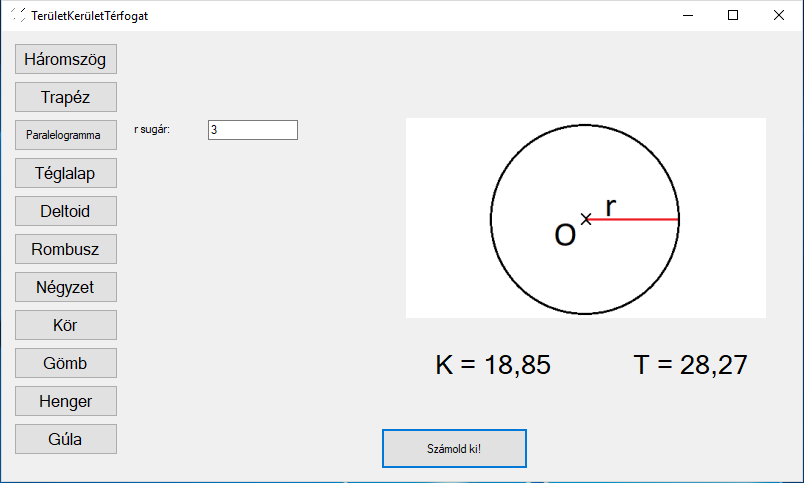 TerületKerületTérfogat
Háromszög
Trapéz
Paralelogramma
r sugár: 3
Téglalap
Deltoid
Rombusz
Négyzet
Kör
Gömb
Henger
Gúla
r
O
K = 18,85 T = 28,27
Számold ki!